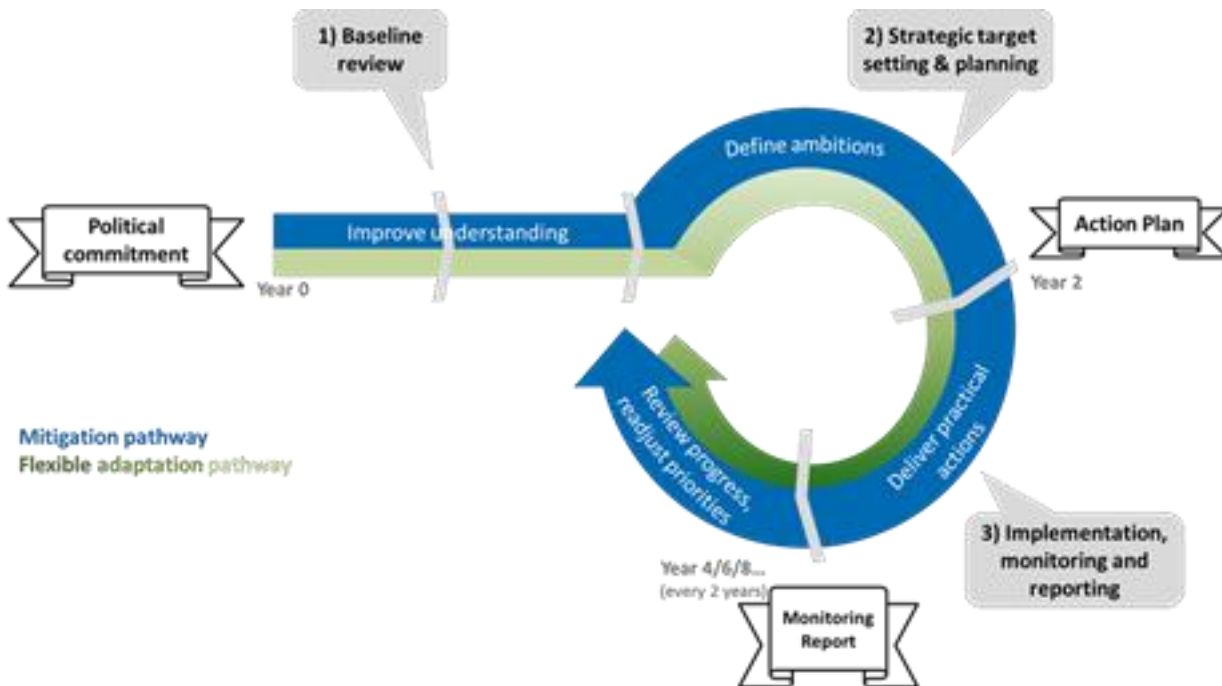 1) Baseline
review
2) Strategic target
setting & planning
Define ambitions
Political
commitment
Improve understanding
Action Plan
Year 0
Year 2
Mitigation pathway
Flexible adaptation pathway
Review progress,
readjust priorities
Deliver practical
actions
3) Implementation,
monitoring and
reporting
Year 4/6/8...
(every 2 years)
Monitoring
Report